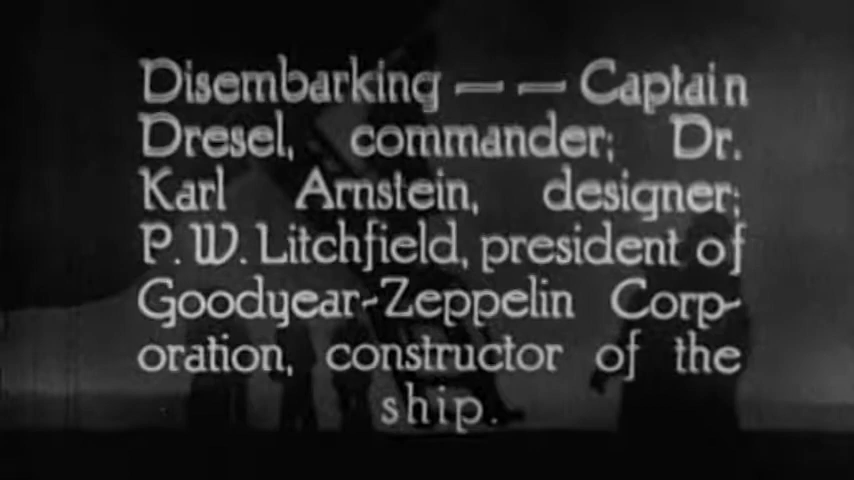 Disembarking — — Captain
Dresel, commander; Dr.
Karl Arnstein, designer;
P. W. Litchfield, president of
Goodyear-Zeppelin Corp-
oration, constructor of the
ship.